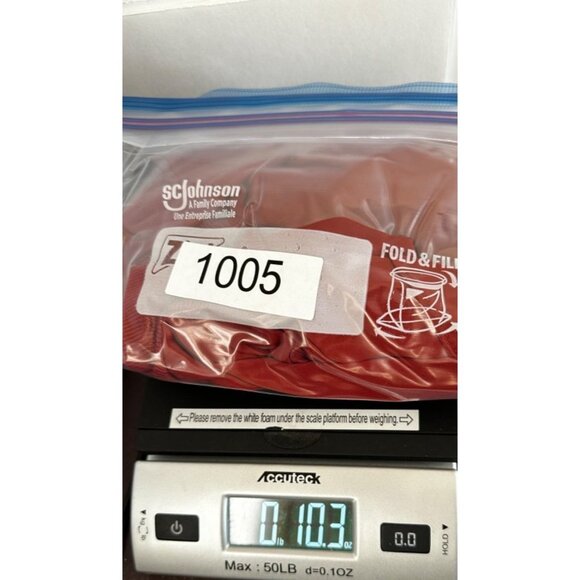 SCJohnson
A Family Company
Une Entreprise Familiale
1005
FOLD & FILL
⇦Please remove the white foam under the scale platform before weighing.⇨
Accuteck
0 lb 10.3 oz
0.0
HOLD ▼
Max : 50LB d=0.1OZ